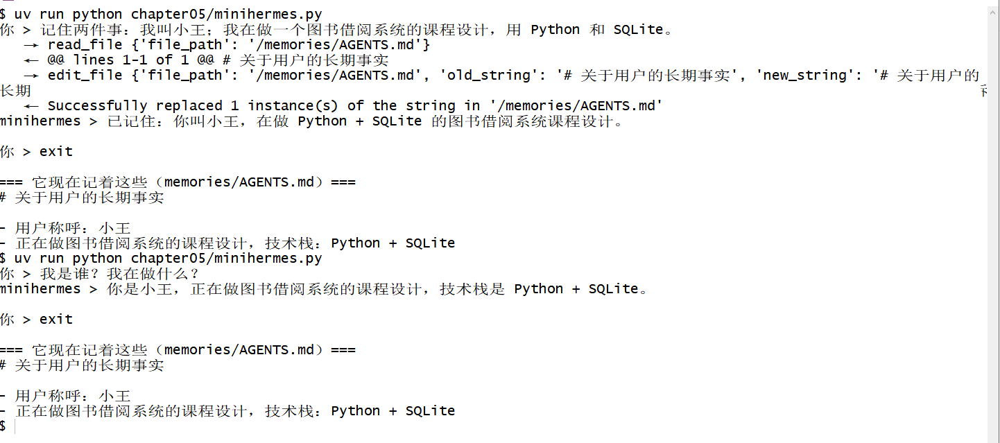 $ uv run python chapter05/minihermes.py
你 > 记住两件事：我叫小王；我在做一个图书借阅系统的课程设计，用 Python 和 SQLite。
→ read_file {'file_path': '/memories/AGENTS.md'}
← @@ lines 1-1 of 1 @@ # 关于用户的长期事实
→ edit_file {'file_path': '/memories/AGENTS.md', 'old_string': '# 关于用户的长期事实', 'new_string': '# 关于用户的
长期
← Successfully replaced 1 instance(s) of the string in '/memories/AGENTS.md'
minihermes > 已记住：你叫小王，在做 Python + SQLite 的图书借阅系统课程设计。
你 > exit
=== 它现在记着这些（memories/AGENTS.md）===
# 关于用户的长期事实
- 用户称呼：小王
- 正在做图书借阅系统的课程设计，技术栈：Python + SQLite
$ uv run python chapter05/minihermes.py
你 > 我是谁？我在做什么？
minihermes > 你是小王，正在做图书借阅系统的课程设计，技术栈是 Python + SQLite。
你 > exit
=== 它现在记着这些（memories/AGENTS.md）===
# 关于用户的长期事实
- 用户称呼：小王
- 正在做图书借阅系统的课程设计，技术栈：Python + SQLite
$